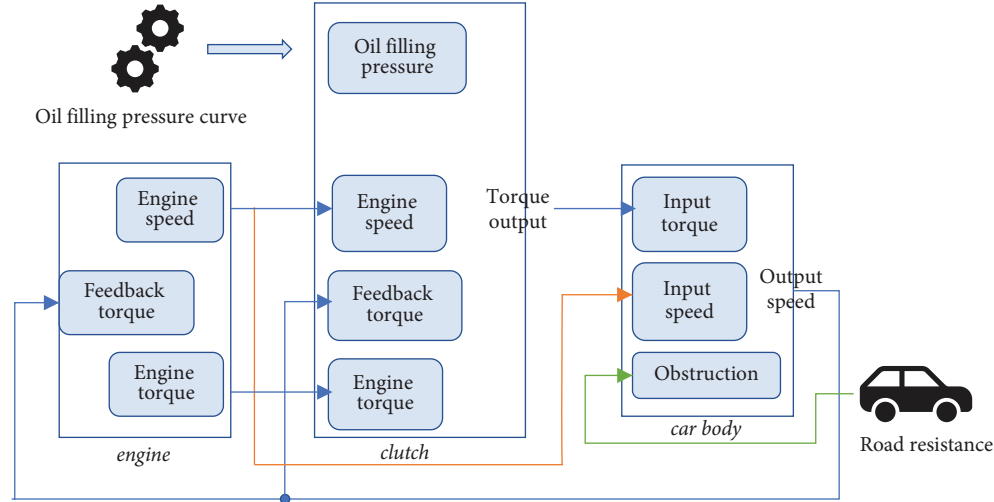 Oil filling pressure curve
Engine
speed
Feedback
torque
Engine
torque
engine
Oil filling
pressure
Engine
speed
Feedback
torque
Engine
torque
clutch
Torque
output
Input
torque
Input
speed
Obstruction
Output
speed
car body
Road resistance